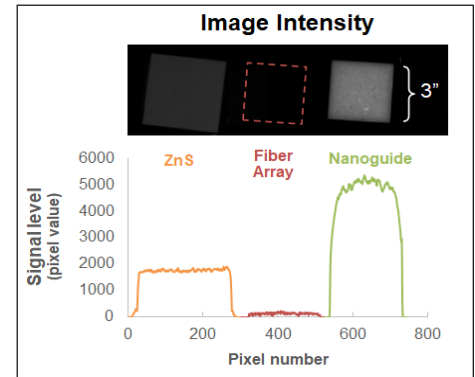 Image Intensity
3”
6000
5000
4000
3000
2000
1000
0
Signal level
(pixel value)
ZnS
Fiber
Array
Nanoguide
0 200 400 600 800
Pixel number